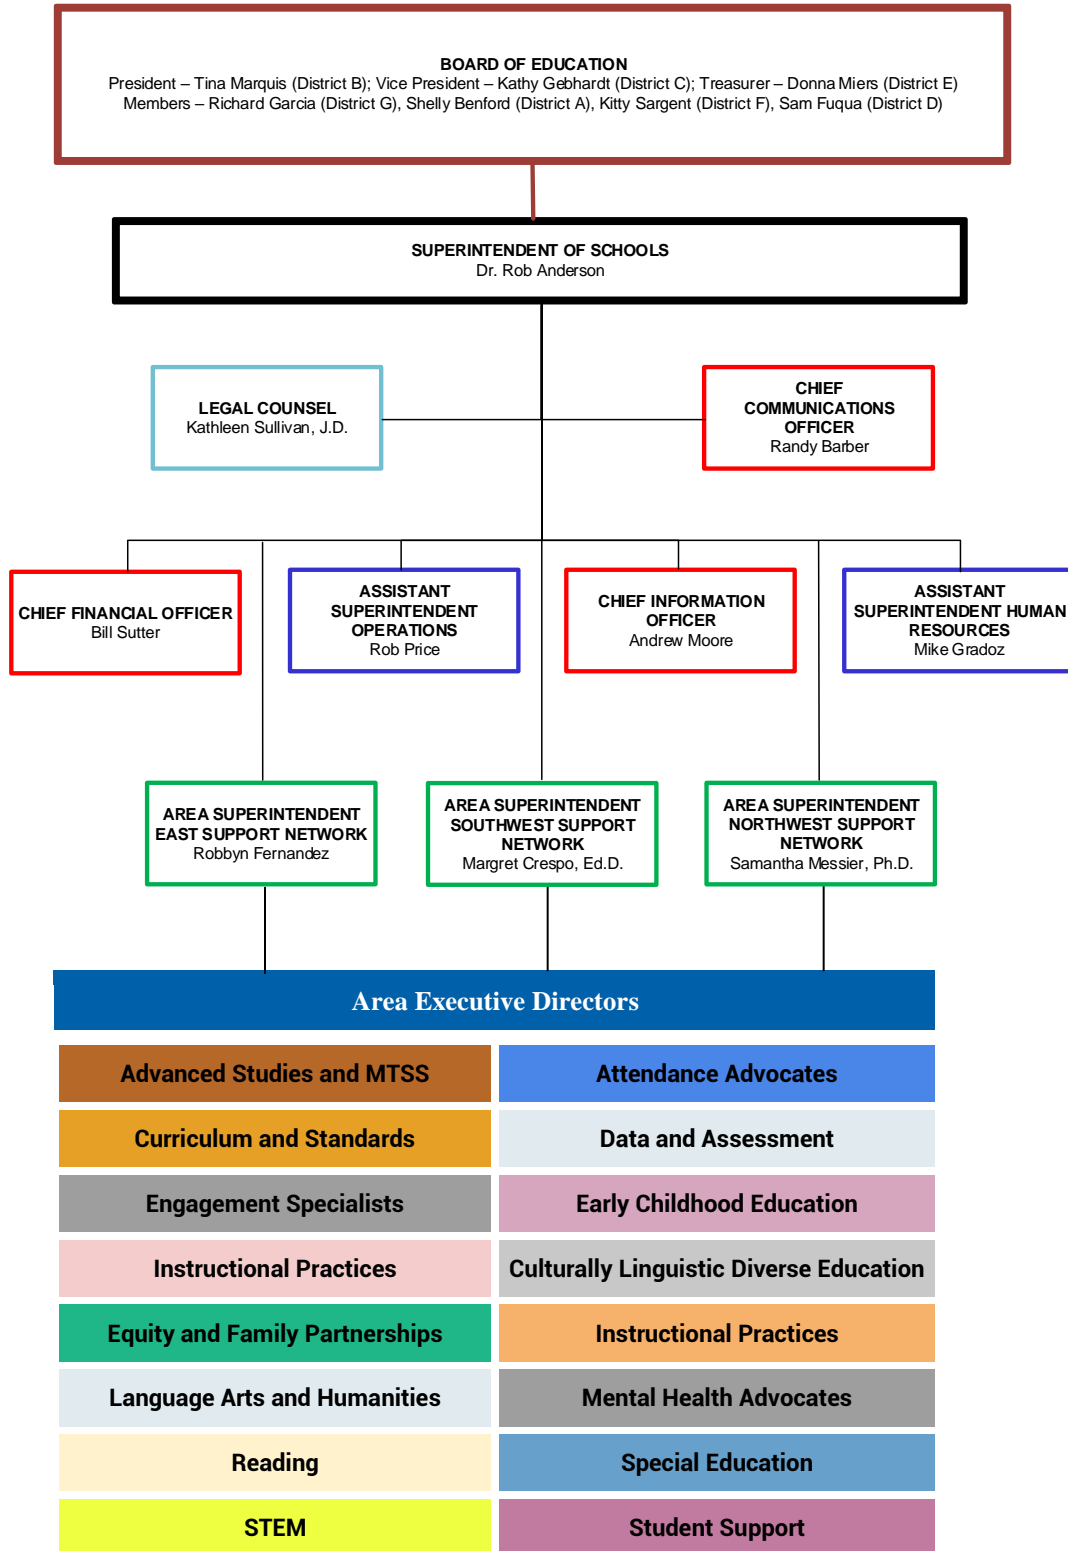 BOARD OF EDUCATION
President – Tina Marquis (District B); Vice President – Kathy Gebhardt (District C); Treasurer – Donna Miers (District E)
Members – Richard Garcia (District G), Shelly Benford (District A), Kitty Sargent (District F), Sam Fuqua (District D)
SUPERINTENDENT OF SCHOOLS
Dr. Rob Anderson
LEGAL COUNSEL
Kathleen Sullivan, J.D.
CHIEF
COMMUNICATIONS
OFFICER
Randy Barber
CHIEF FINANCIAL OFFICER
Bill Sutter
ASSISTANT
SUPERINTENDENT
OPERATIONS
Rob Price
CHIEF INFORMATION
OFFICER
Andrew Moore
ASSISTANT
SUPERINTENDENT HUMAN
RESOURCES
Mike Gradoz
AREA SUPERINTENDENT
EAST SUPPORT NETWORK
Robbyn Fernandez
AREA SUPERINTENDENT
SOUTHWEST SUPPORT
NETWORK
Margret Crespo, Ed.D.
AREA SUPERINTENDENT
NORTHWEST SUPPORT
NETWORK
Samantha Messier, Ph.D.
Area Executive Directors
Advanced Studies and MTSS
Attendance Advocates
Curriculum and Standards
Data and Assessment
Engagement Specialists
Early Childhood Education
Instructional Practices
Culturally Linguistic Diverse Education
Equity and Family Partnerships
Instructional Practices
Language Arts and Humanities
Mental Health Advocates
Reading
Special Education
STEM
Student Support